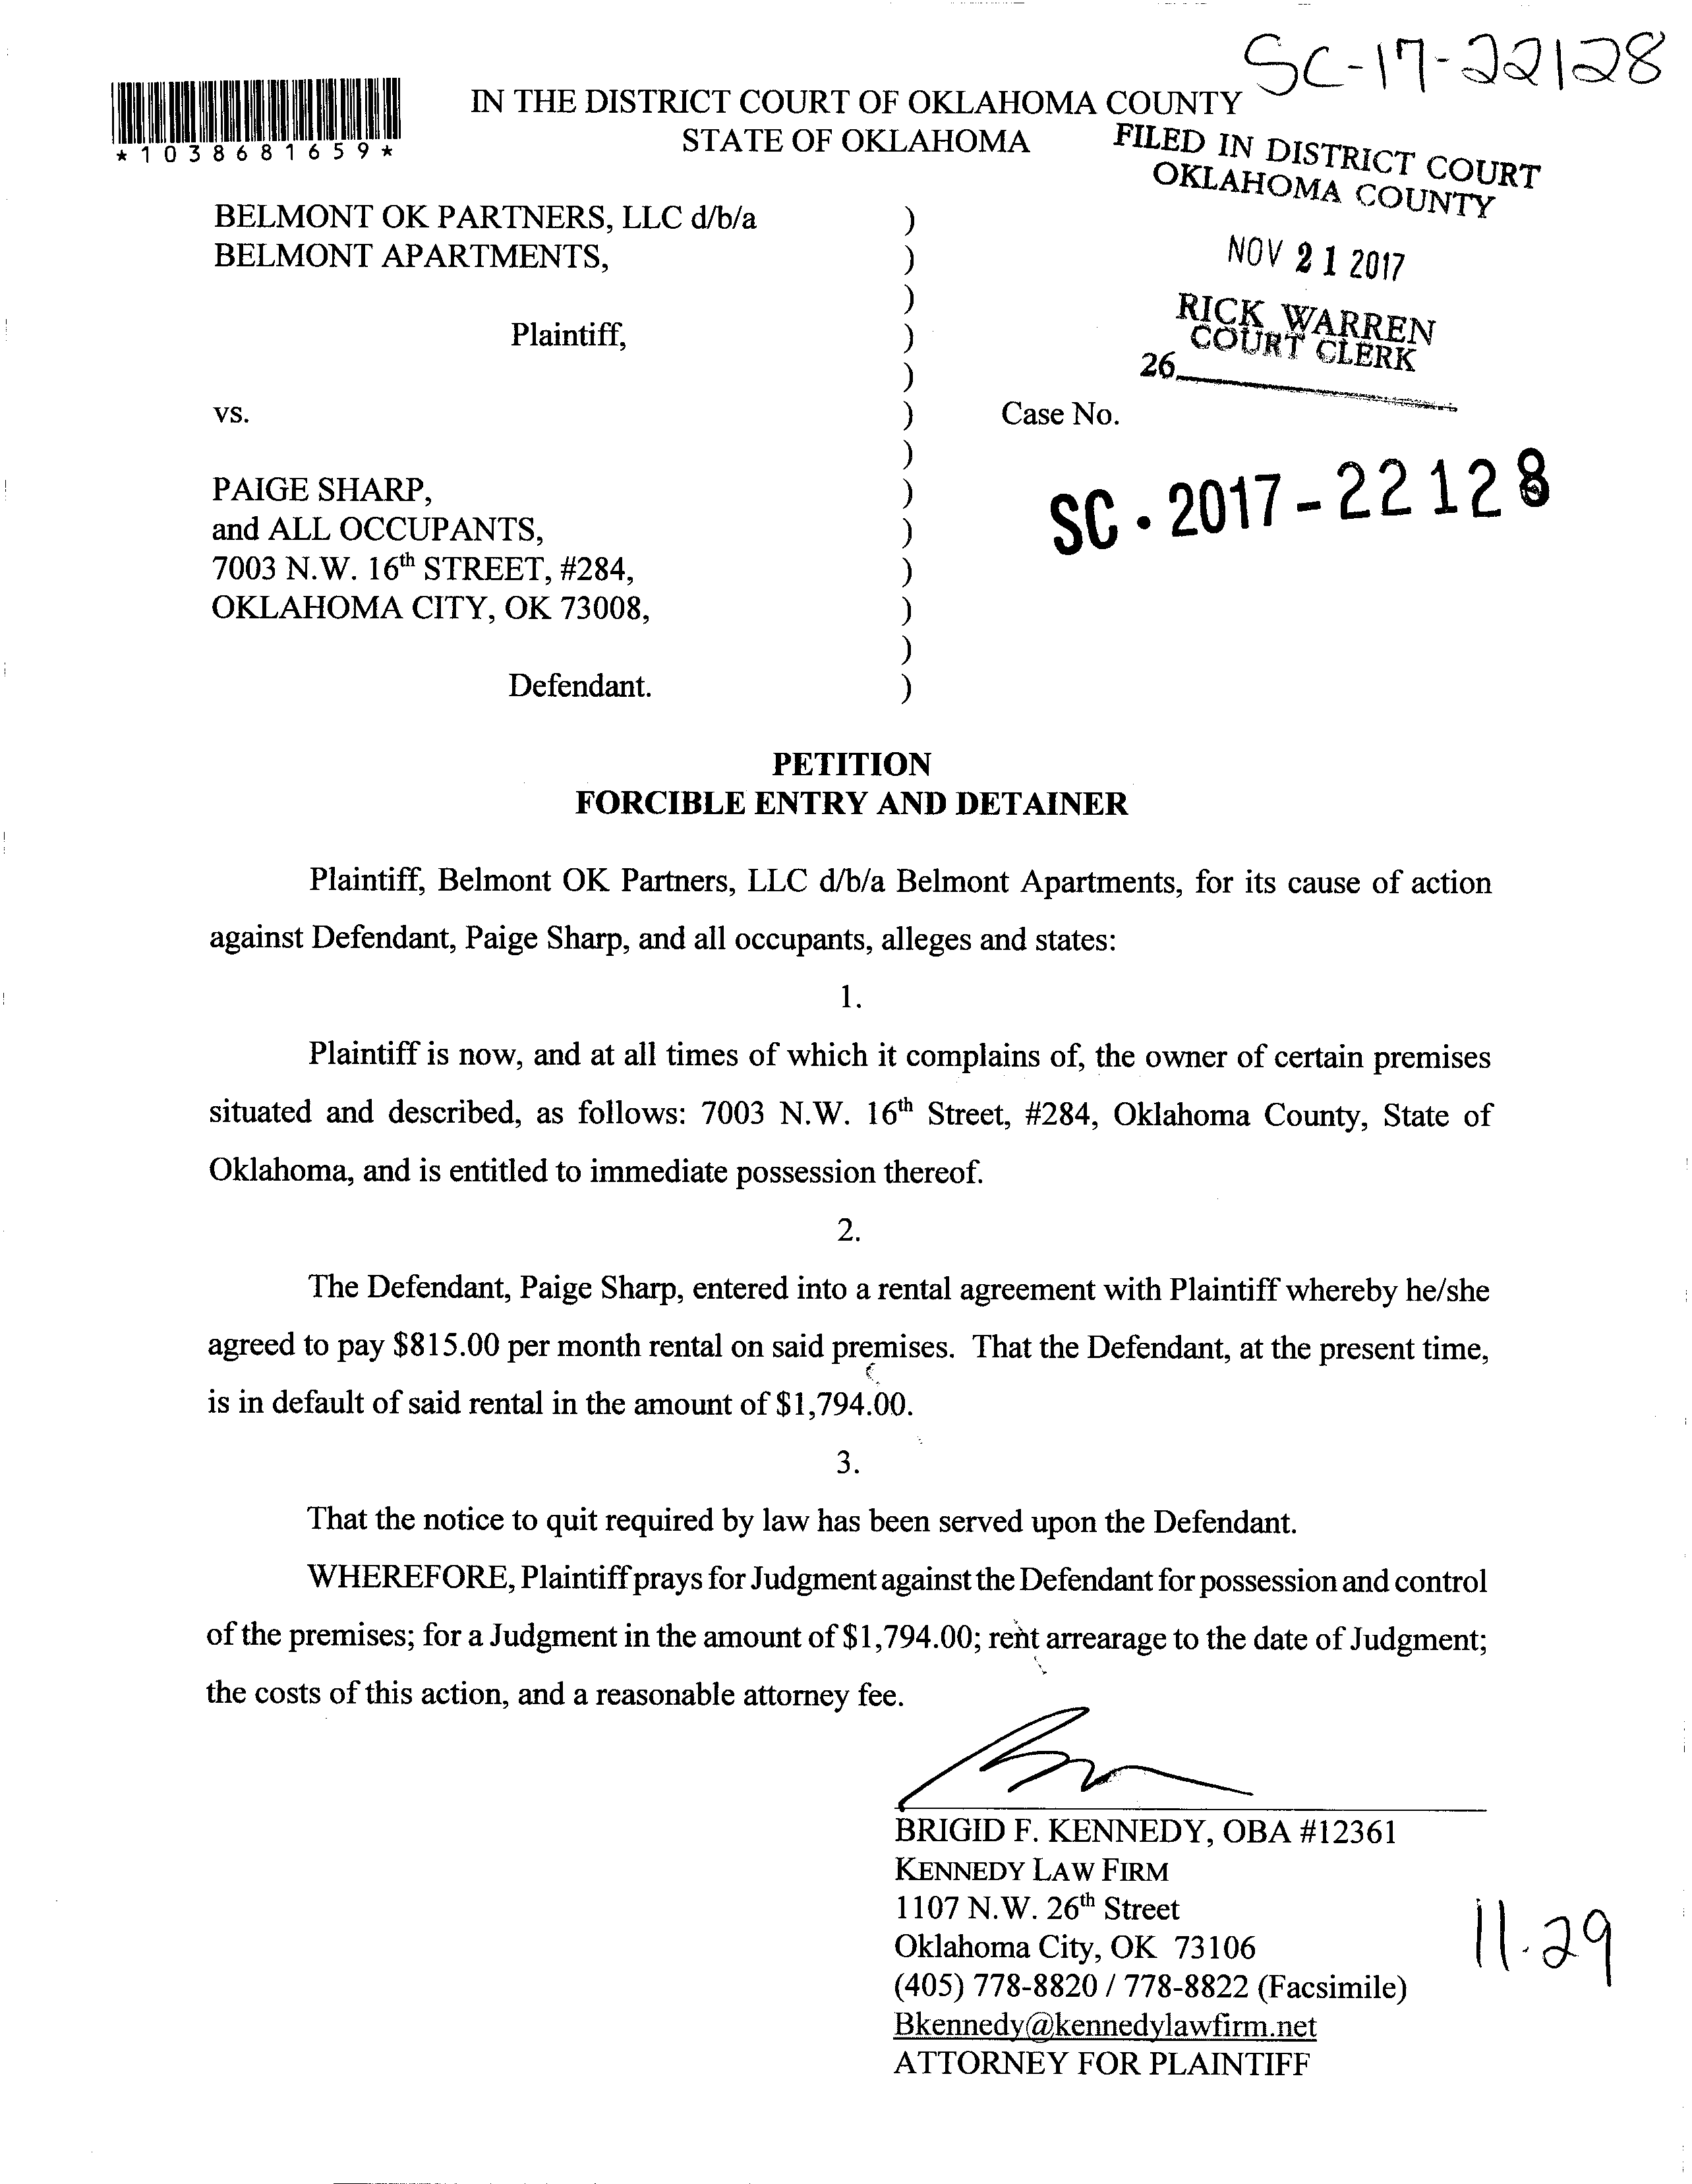 SC-17-22128
IN THE DISTRICT COURT OF OKLAHOMA COUNTY
STATE OF OKLAHOMA
*1038681659*
FILED IN DISTRICT COURT
OKLAHOMA COUNTY
NOV 21 2017
RICK WARREN
COURT CLERK
26
BELMONT OK PARTNERS, LLC d/b/a )
BELMONT APARTMENTS, )
)
Plaintiff, )
)
vs. ) Case No.
)
PAIGE SHARP, )
and ALL OCCUPANTS, )
7003 N.W. 16th STREET, #284, )
OKLAHOMA CITY, OK 73008, )
)
Defendant. )
SC • 2017 - 22128
PETITION
FORCIBLE ENTRY AND DETAINER
Plaintiff, Belmont OK Partners, LLC d/b/a Belmont Apartments, for its cause of action
against Defendant, Paige Sharp, and all occupants, alleges and states:
1.
Plaintiff is now, and at all times of which it complains of, the owner of certain premises
situated and described, as follows: 7003 N.W. 16th Street, #284, Oklahoma County, State of
Oklahoma, and is entitled to immediate possession thereof.
2.
The Defendant, Paige Sharp, entered into a rental agreement with Plaintiff whereby he/she
agreed to pay $815.00 per month rental on said premises. That the Defendant, at the present time,
is in default of said rental in the amount of $1,794.00.
3.
That the notice to quit required by law has been served upon the Defendant.
WHEREFORE, Plaintiff prays for Judgment against the Defendant for possession and control
of the premises; for a Judgment in the amount of $1,794.00; rent arrearage to the date of Judgment;
the costs of this action, and a reasonable attorney fee.
BRIGID F. KENNEDY, OBA #12361
KENNEDY LAW FIRM
1107 N.W. 26th Street
Oklahoma City, OK 73106
(405) 778-8820 / 778-8822 (Facsimile)
Bkennedy@kennedylawfirm.net
ATTORNEY FOR PLAINTIFF
11.29